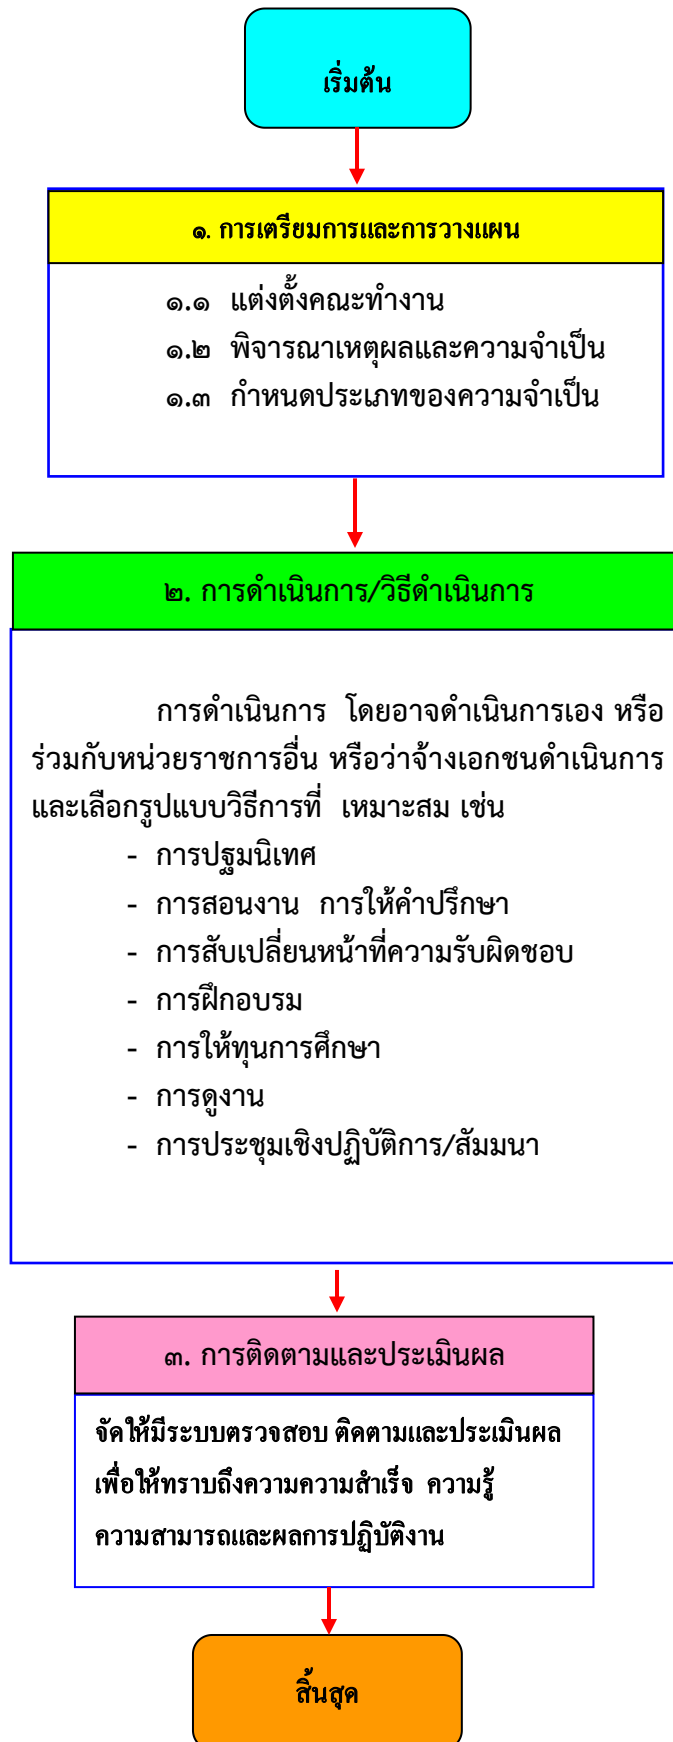 เริ่มต้น
๑. การเตรียมการและการวางแผน
๑.๑ แต่งตั้งคณะทำงาน
๑.๒ พิจารณาเหตุผลและความจำเป็น
๑.๓ กำหนดประเภทของความจำเป็น
๒. การดำเนินการ/วิธีดำเนินการ
การดำเนินการ โดยอาจดำเนินการเอง หรือ
ร่วมกับหน่วยราชการอื่น หรือว่าจ้างเอกชนดำเนินการ
และเลือกรูปแบบวิธีการที่ เหมาะสม เช่น
- การปฐมนิเทศ
- การสอนงาน การให้คำปรึกษา
- การสับเปลี่ยนหน้าที่ความรับผิดชอบ
- การฝึกอบรม
- การให้ทุนการศึกษา
- การดูงาน
- การประชุมเชิงปฏิบัติการ/สัมมนา
๓. การติดตามและประเมินผล
จัดให้มีระบบตรวจสอบ ติดตามและประเมินผล
เพื่อให้ทราบถึงความความสำเร็จ ความรู้
ความสามารถและผลการปฏิบัติงาน
สิ้นสุด